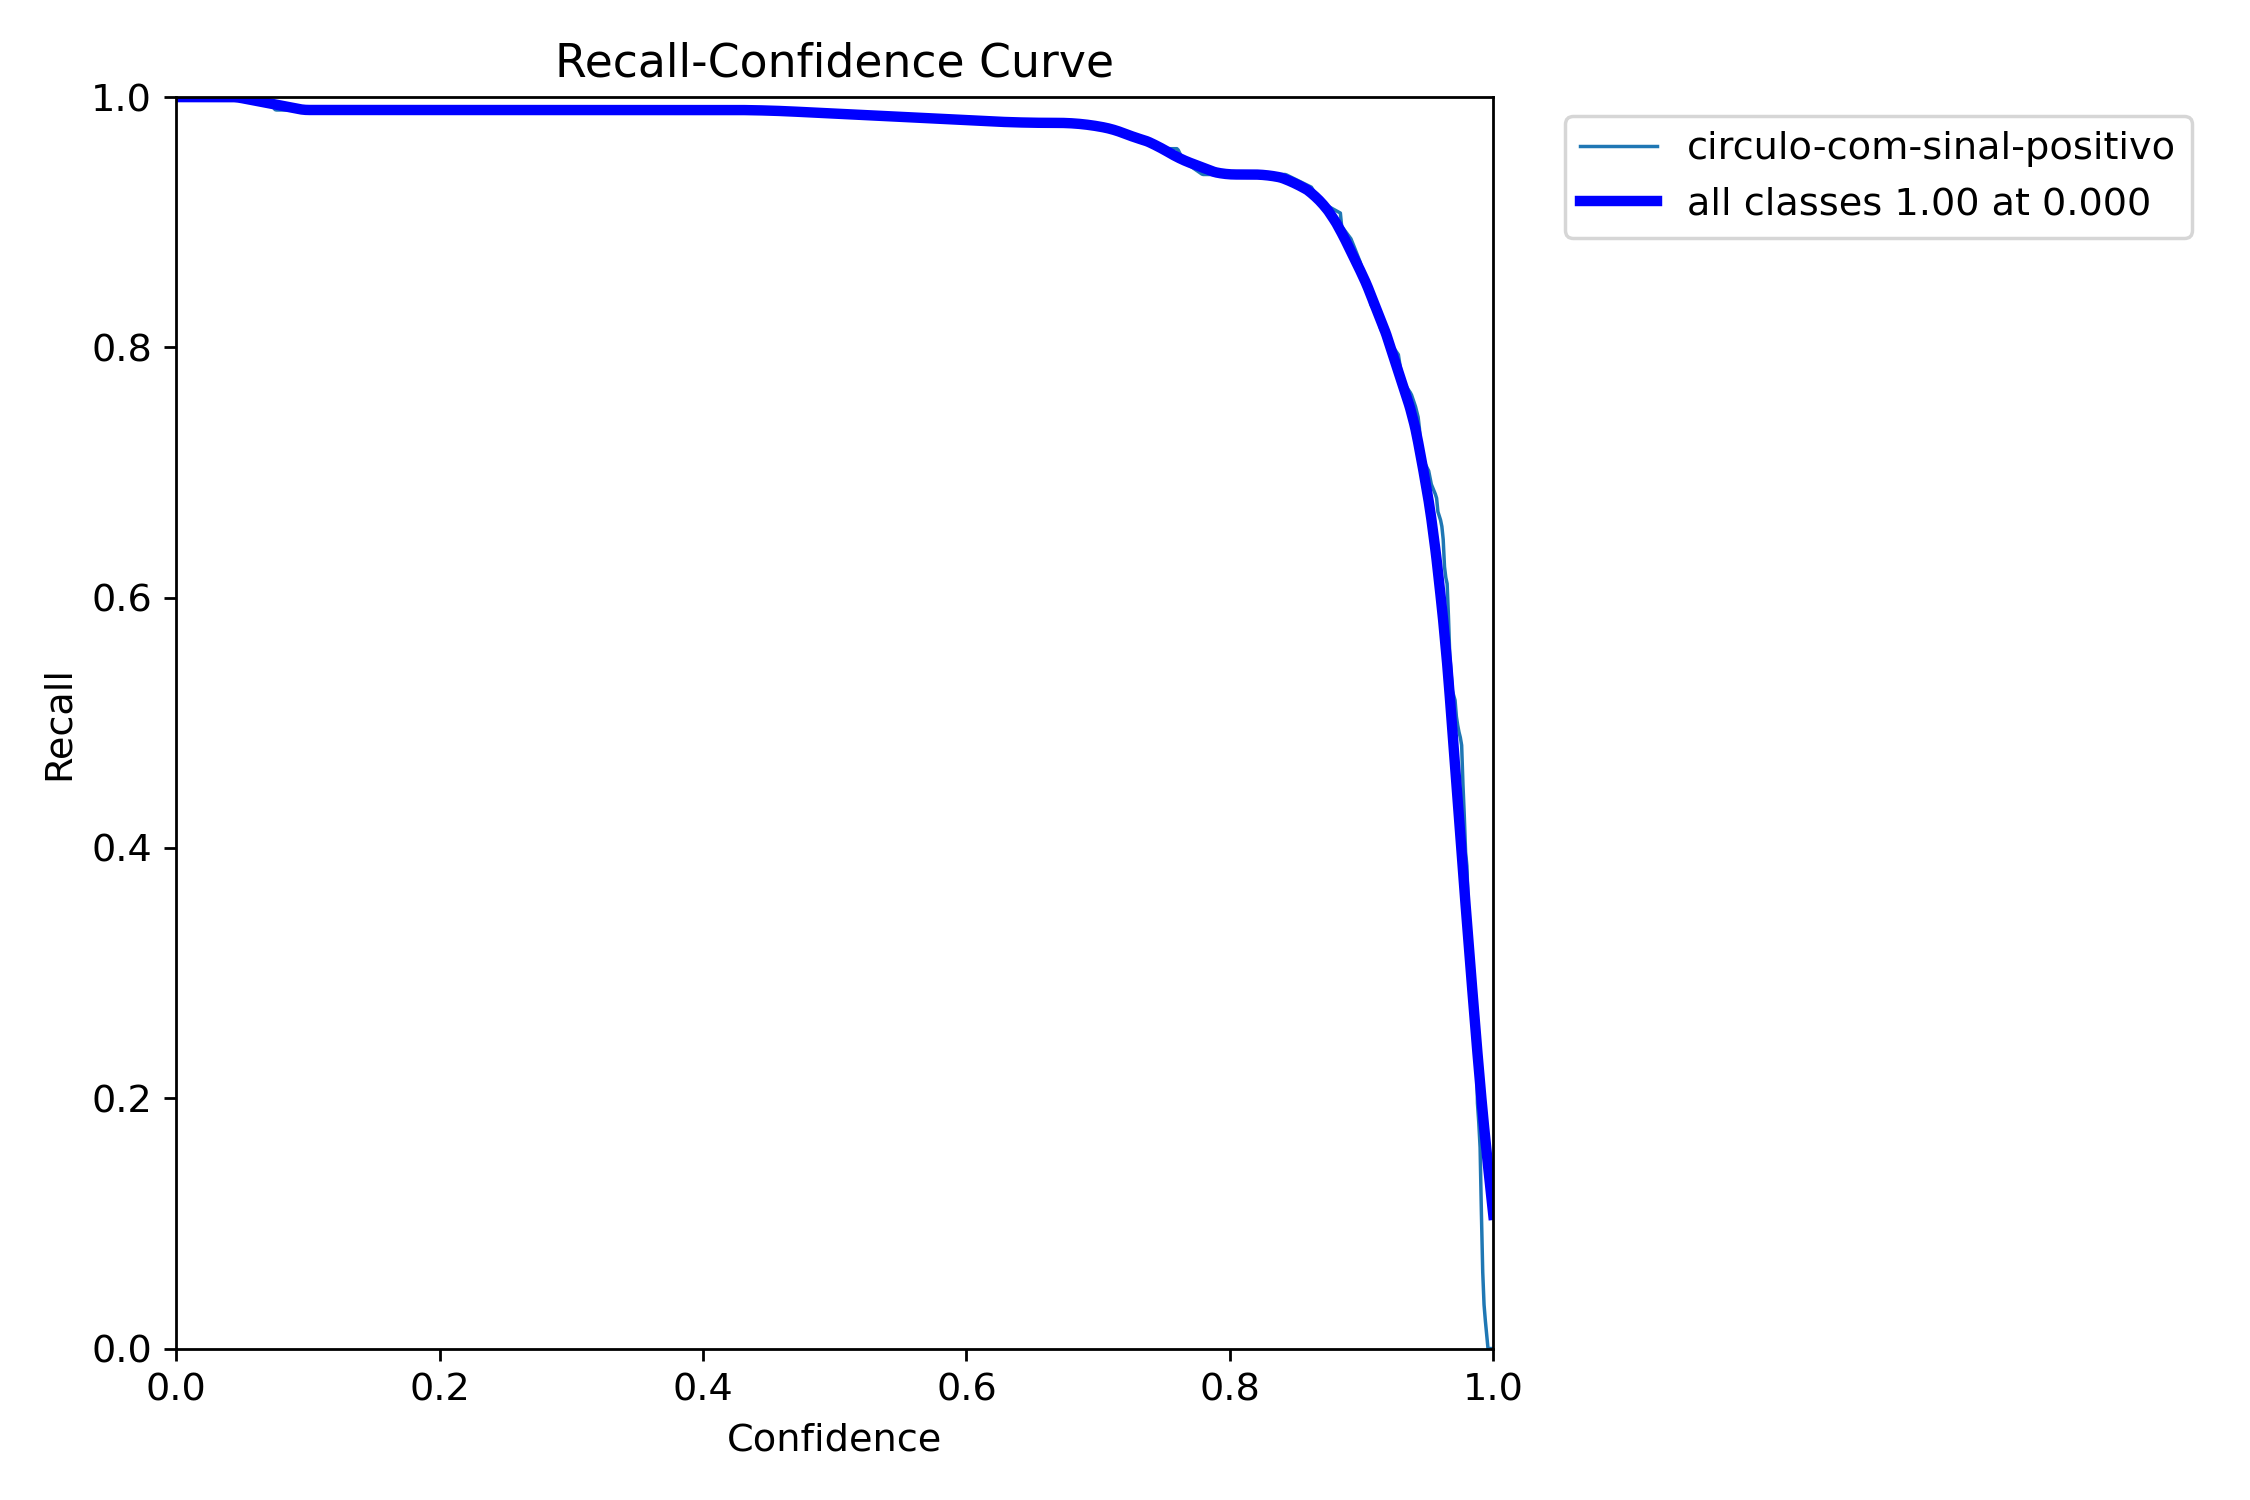 Recall-Confidence Curve
circulo-com-sinal-positivo
all classes 1.00 at 0.000
1.0
0.8
0.6
0.4
0.2
0.0
Recall
0.0 0.2 0.4 0.6 0.8 1.0
Confidence